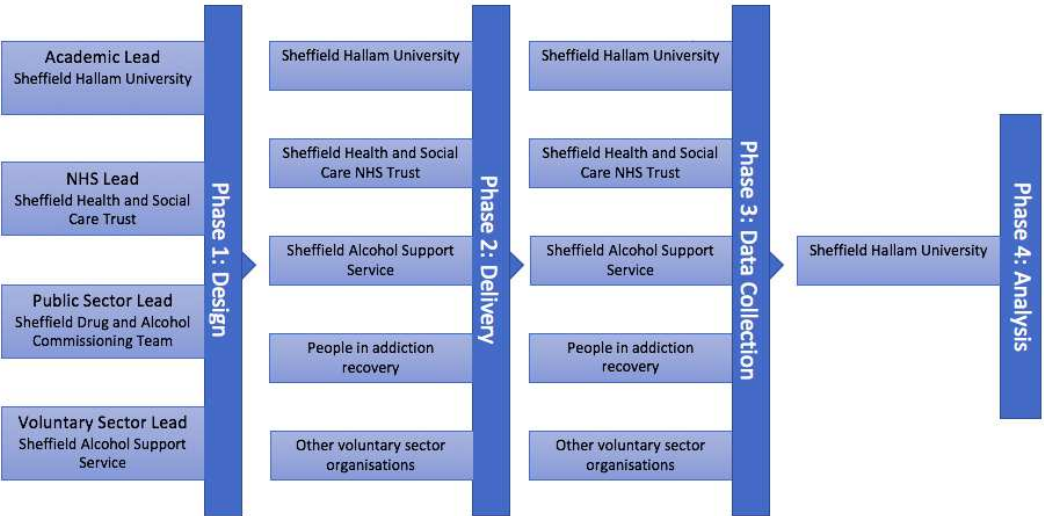 Academic Lead
Sheffield Hallam University
NHS Lead
Sheffield Health and Social
Care Trust
Public Sector Lead
Sheffield Drug and Alcohol
Commissioning Team
Voluntary Sector Lead
Sheffield Alcohol Support
Service
Phase 1: Design
Sheffield Hallam University
Sheffield Health and Social
Care NHS Trust
Sheffield Alcohol Support
Service
People in addiction
recovery
Other voluntary sector
organisations
Phase 2: Delivery
Sheffield Hallam University
Sheffield Health and Social
Care NHS Trust
Sheffield Alcohol Support
Service
People in addiction
recovery
Other voluntary sector
organisations
Phase 3: Data Collection
Sheffield Hallam University
Phase 4: Analysis